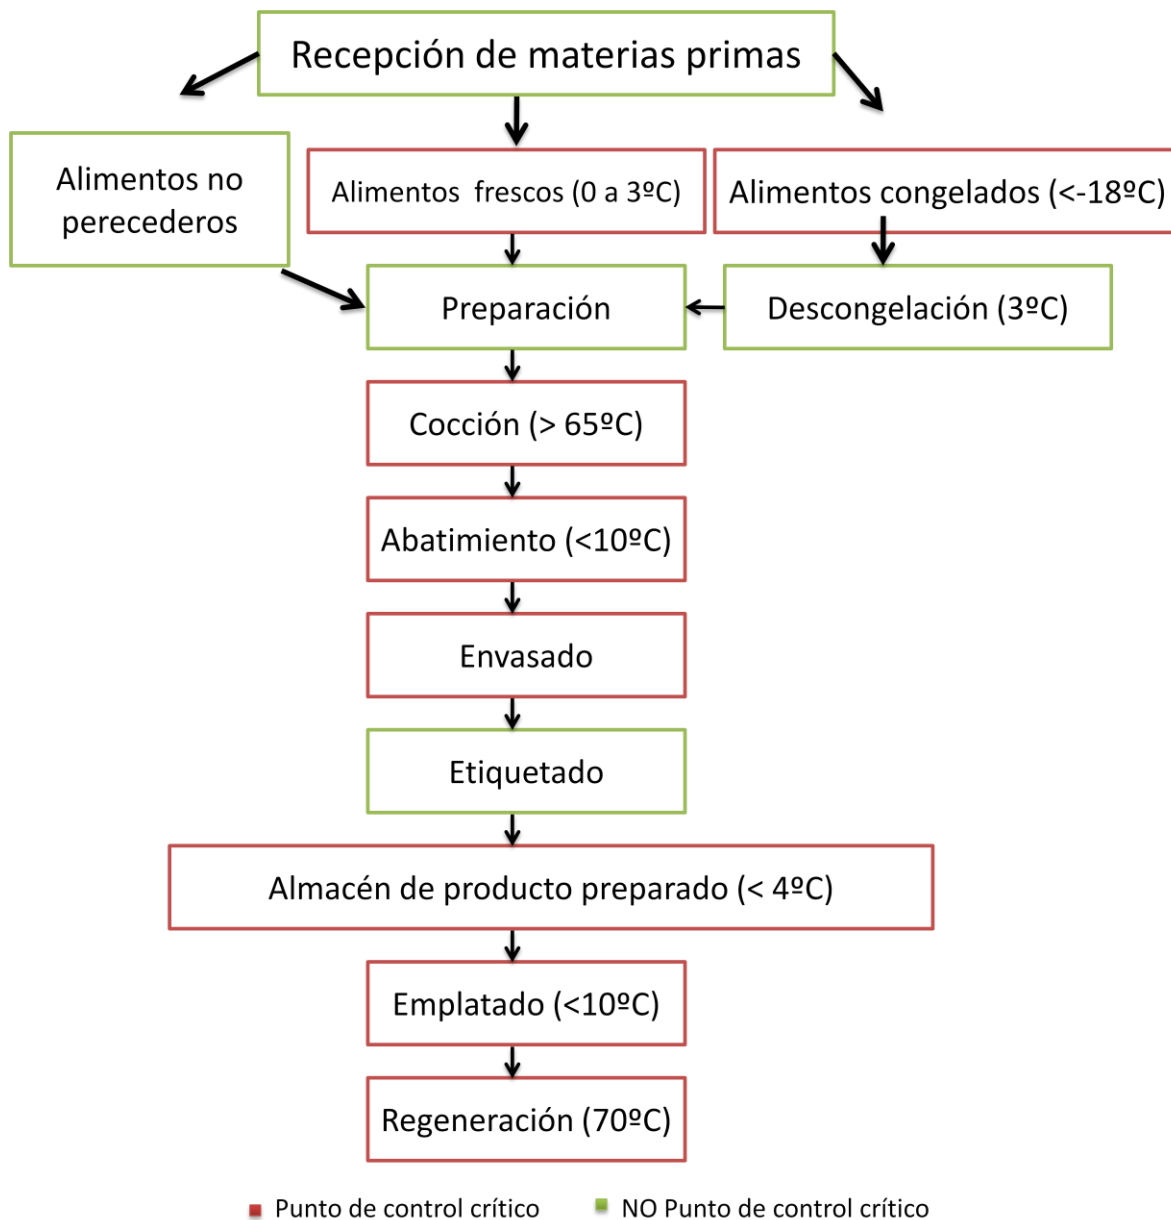 Recepción de materias primas
Alimentos no
perecederos
Alimentos frescos (0 a 3ºC)
Alimentos congelados (<-18ºC)
Preparación
Descongelación (3ºC)
Cocción (> 65ºC)
Abatimiento (<10ºC)
Envasado
Etiquetado
Almacén de producto preparado (< 4ºC)
Emplatado (<10ºC)
Regeneración (70ºC)
Punto de control crítico
NO Punto de control crítico